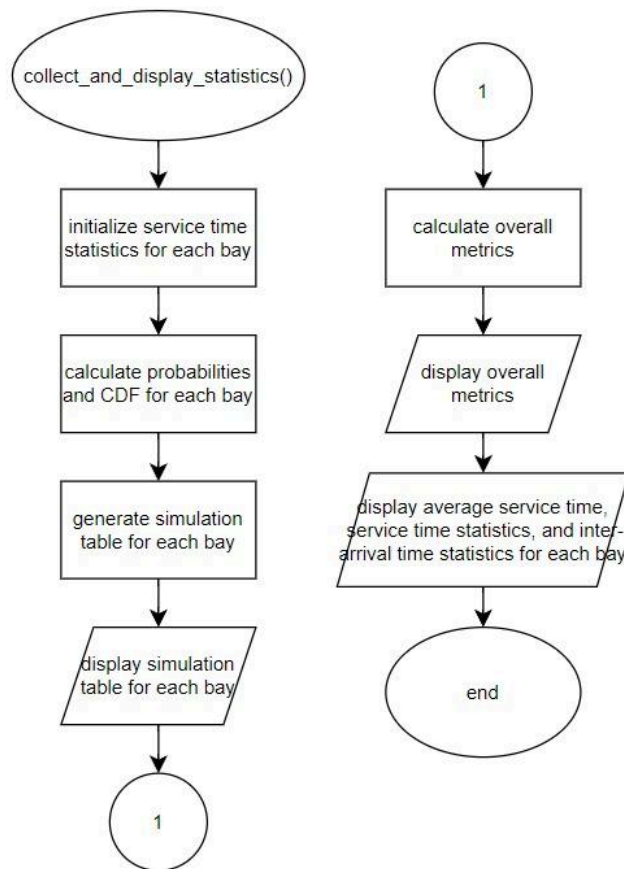 collect_and_display_statistics()
initialize service time
statistics for each bay
calculate probabilities
and CDF for each bay
generate simulation
table for each bay
display simulation
table for each bay
1
1
calculate overall
metrics
display overall
metrics
display average service time,
service time statistics, and inter-
arrival time statistics for each bay
end